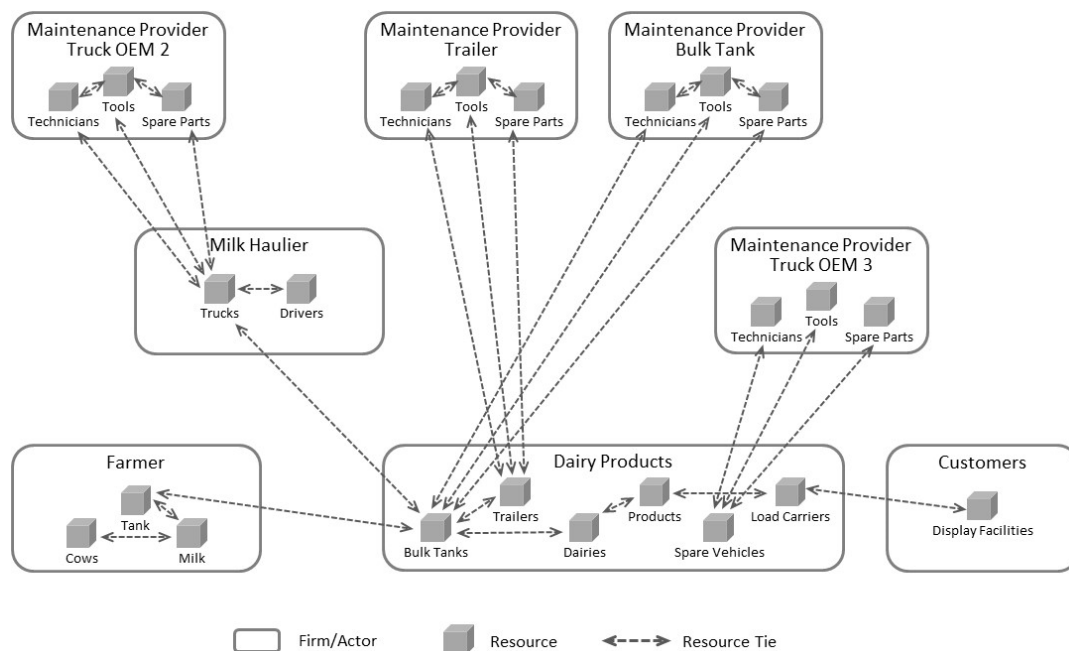 Maintenance Provider
Truck OEM 2
Tools
Technicians
Spare Parts
Maintenance Provider
Trailer
Tools
Technicians
Spare Parts
Maintenance Provider
Bulk Tank
Tools
Technicians
Spare Parts
Milk Haulier
Trucks
Drivers
Maintenance Provider
Truck OEM 3
Tools
Technicians
Spare Parts
Farmer
Tank
Cows
Milk
Dairy Products
Trailers
Products
Load Carriers
Bulk Tanks
Dairies
Spare Vehicles
Customers
Display Facilities
Firm/Actor
Resource
Resource Tie